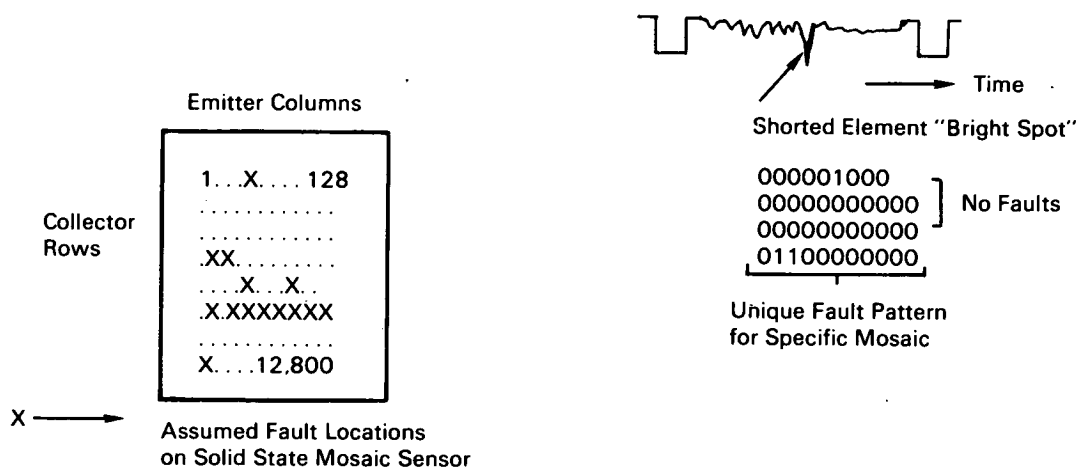 Emitter Columns
1...X....128
............
............
.XX.........
....X...X..
.X.XXXXXXX
............
X....12,800
Collector
Rows
X
Assumed Fault Locations
on Solid State Mosaic Sensor
Time
Shorted Element "Bright Spot"
000001000
00000000000
00000000000
01100000000
No Faults
Unique Fault Pattern
for Specific Mosaic